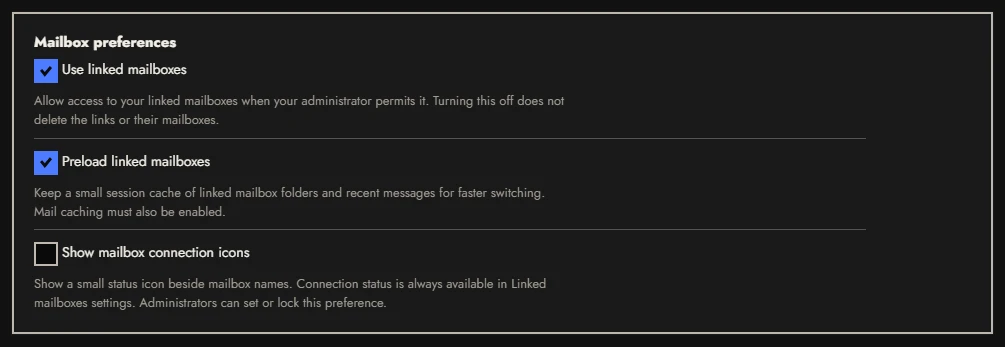 Mailbox preferences
Use linked mailboxes
Allow access to your linked mailboxes when your administrator permits it. Turning this off does not
delete the links or their mailboxes.
Preload linked mailboxes
Keep a small session cache of linked mailbox folders and recent messages for faster switching.
Mail caching must also be enabled.
Show mailbox connection icons
Show a small status icon beside mailbox names. Connection status is always available in Linked
mailboxes settings. Administrators can set or lock this preference.